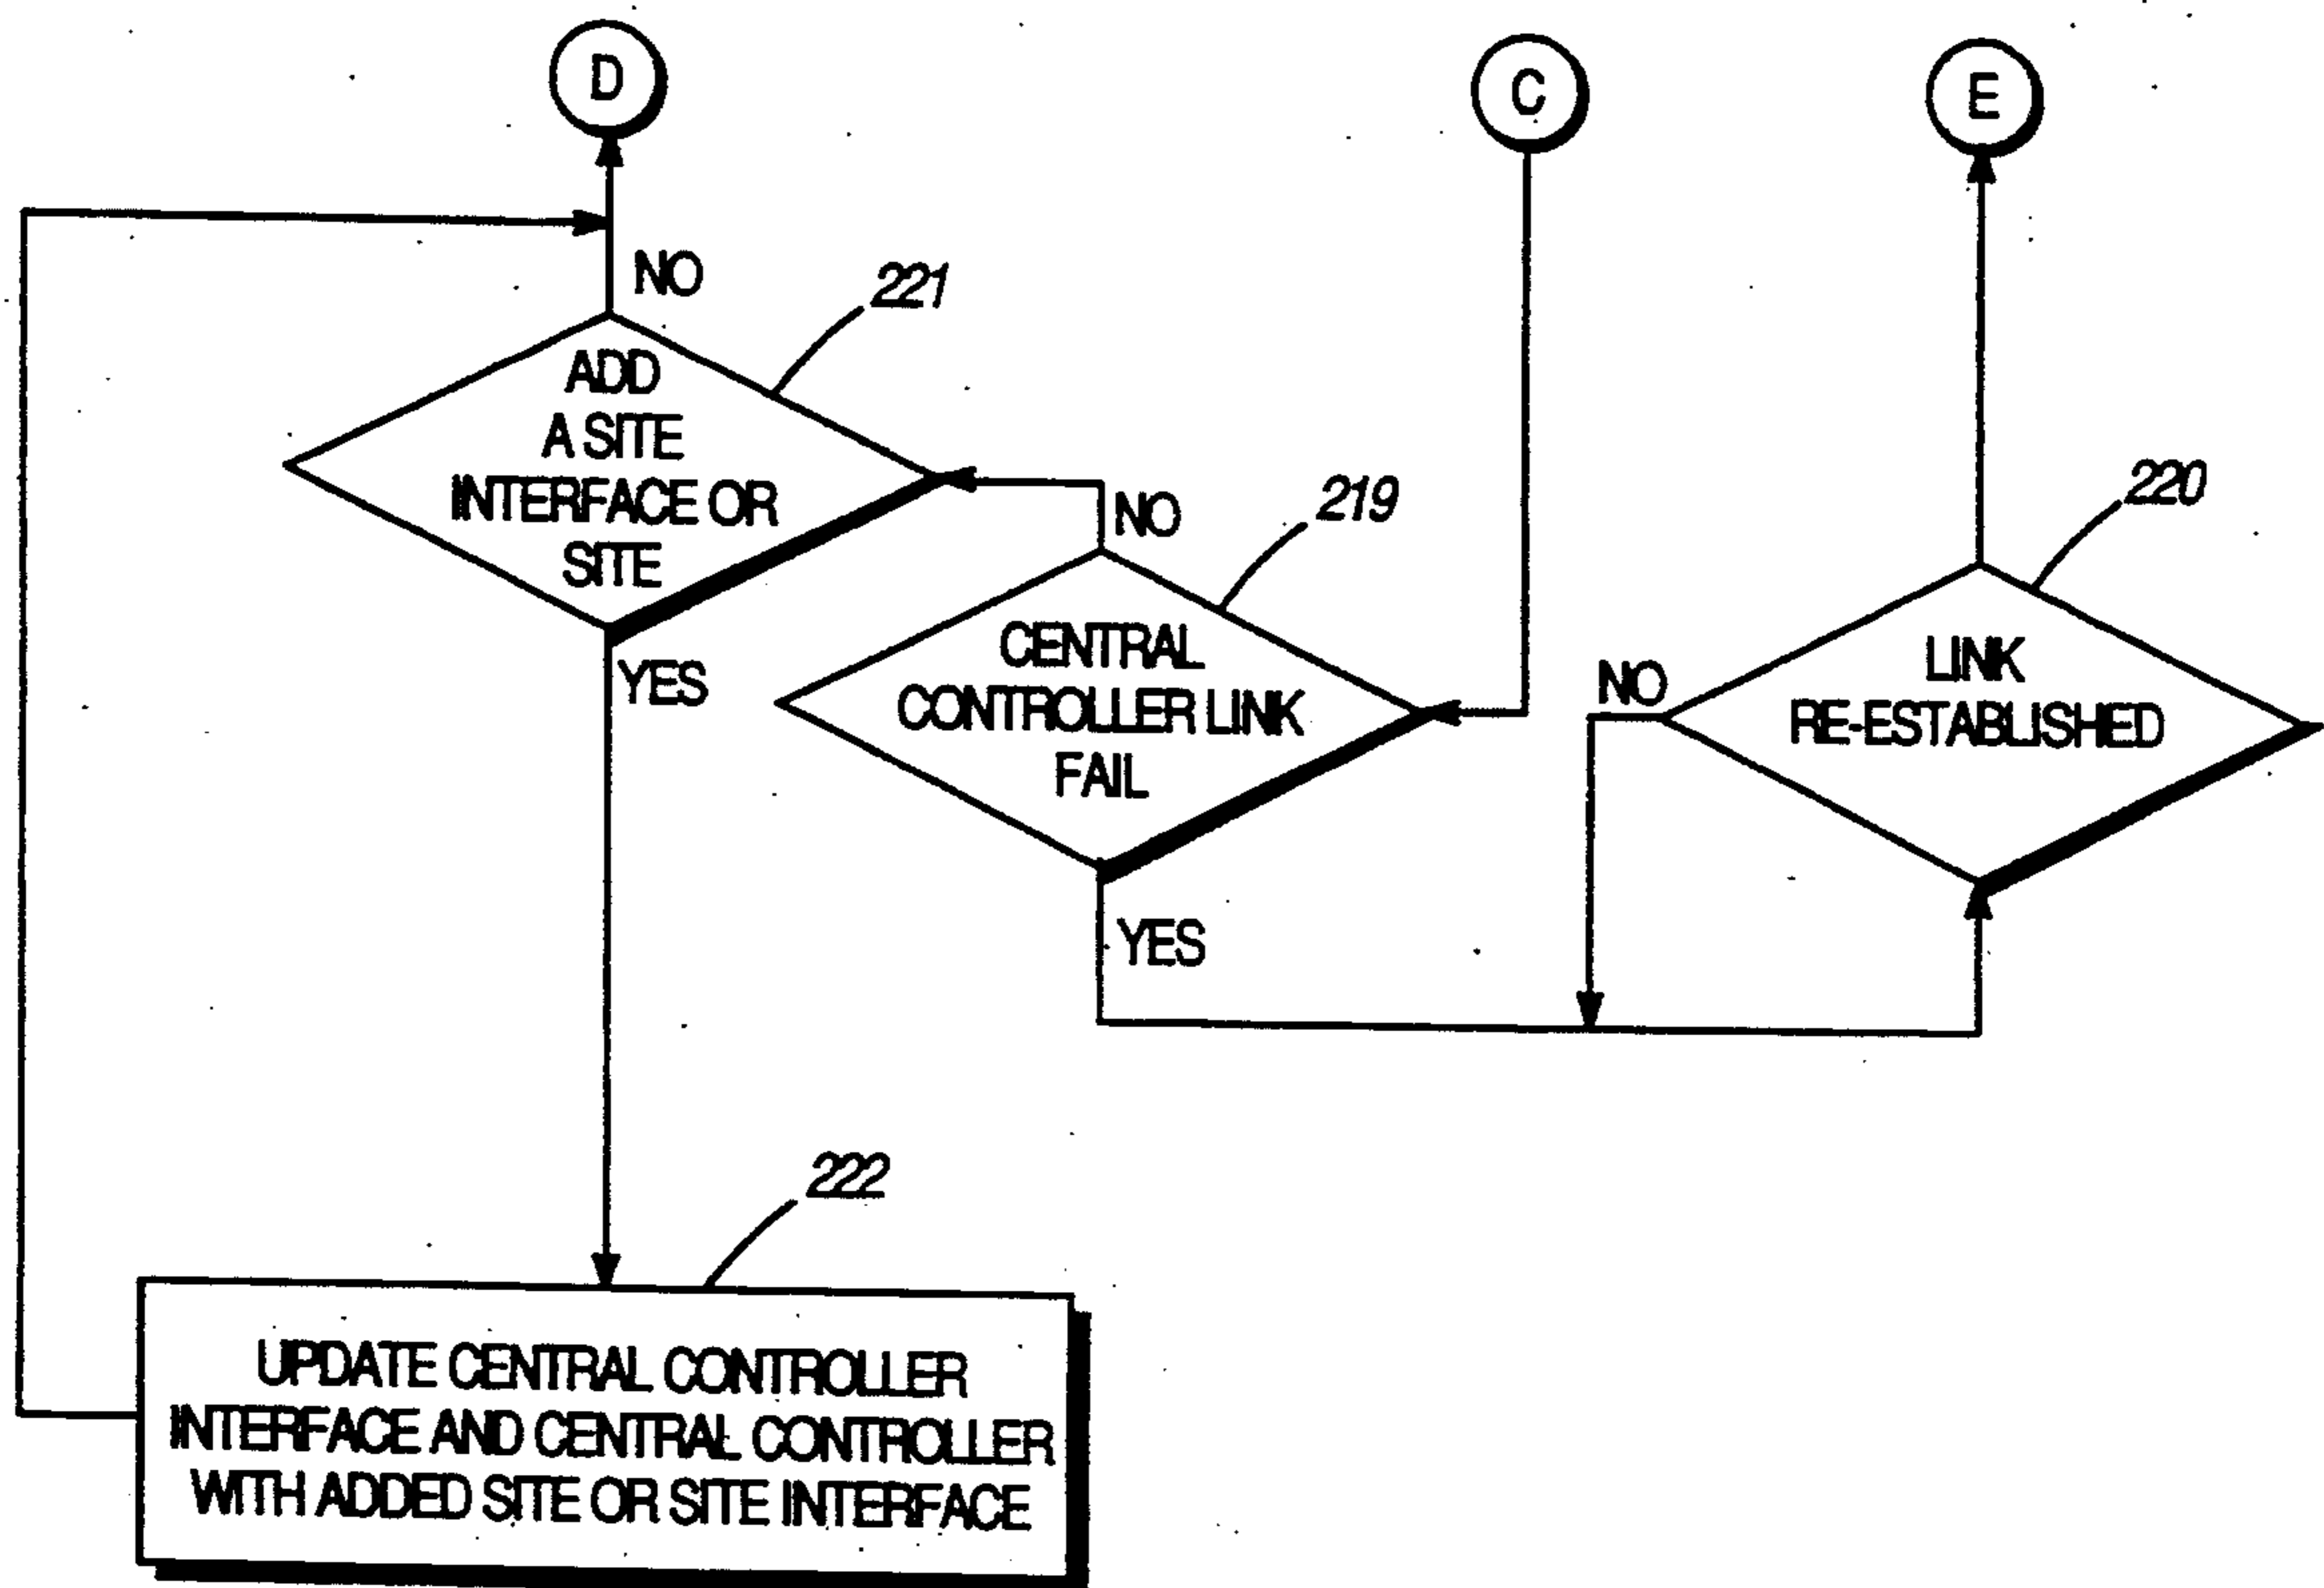 D
C
E
NO
221
ADD
A SITE
INTERFACE OR
SITE
YES
NO
219
CENTRAL
CONTROLLER LINK
FAIL
YES
220
LINK
RE-ESTABLISHED
NO
222
UPDATE CENTRAL CONTROLLER
INTERFACE AND CENTRAL CONTROLLER
WITH ADDED SITE OR SITE INTERFACE